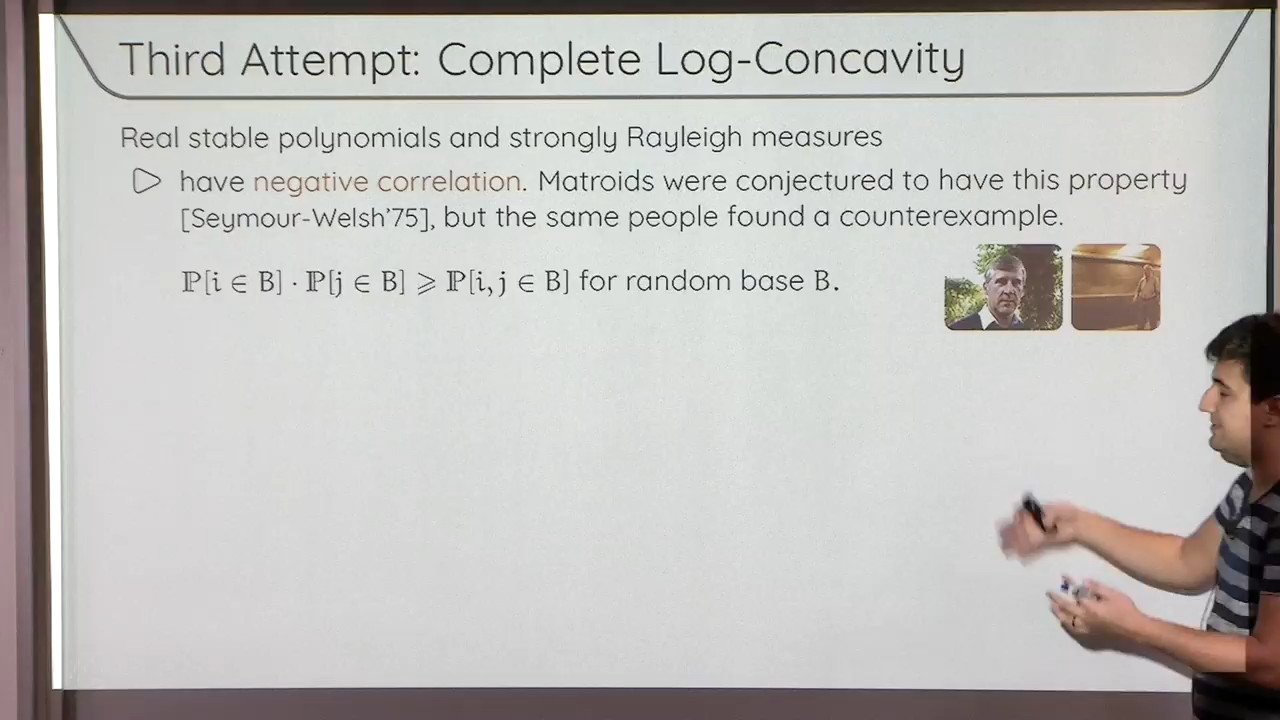 Third Attempt: Complete Log-Concavity
Real stable polynomials and strongly Rayleigh measures
have negative correlation. Matroids were conjectured to have this property
[Seymour-Welsh'75], but the same people found a counterexample.
ℙ[i ∈ B] · ℙ[j ∈ B] ⩾ ℙ[i, j ∈ B] for random base B.